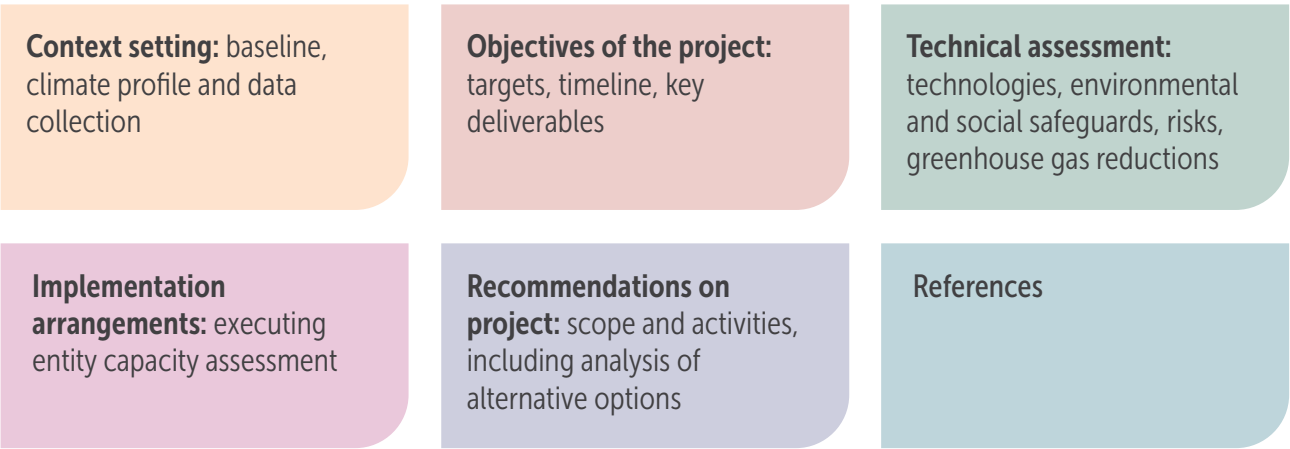 Context setting: baseline,
climate profile and data
collection
Objectives of the project:
targets, timeline, key
deliverables
Technical assessment:
technologies, environmental
and social safeguards, risks,
greenhouse gas reductions
Implementation
arrangements: executing
entity capacity assessment
Recommendations on
project: scope and activities,
including analysis of
alternative options
References